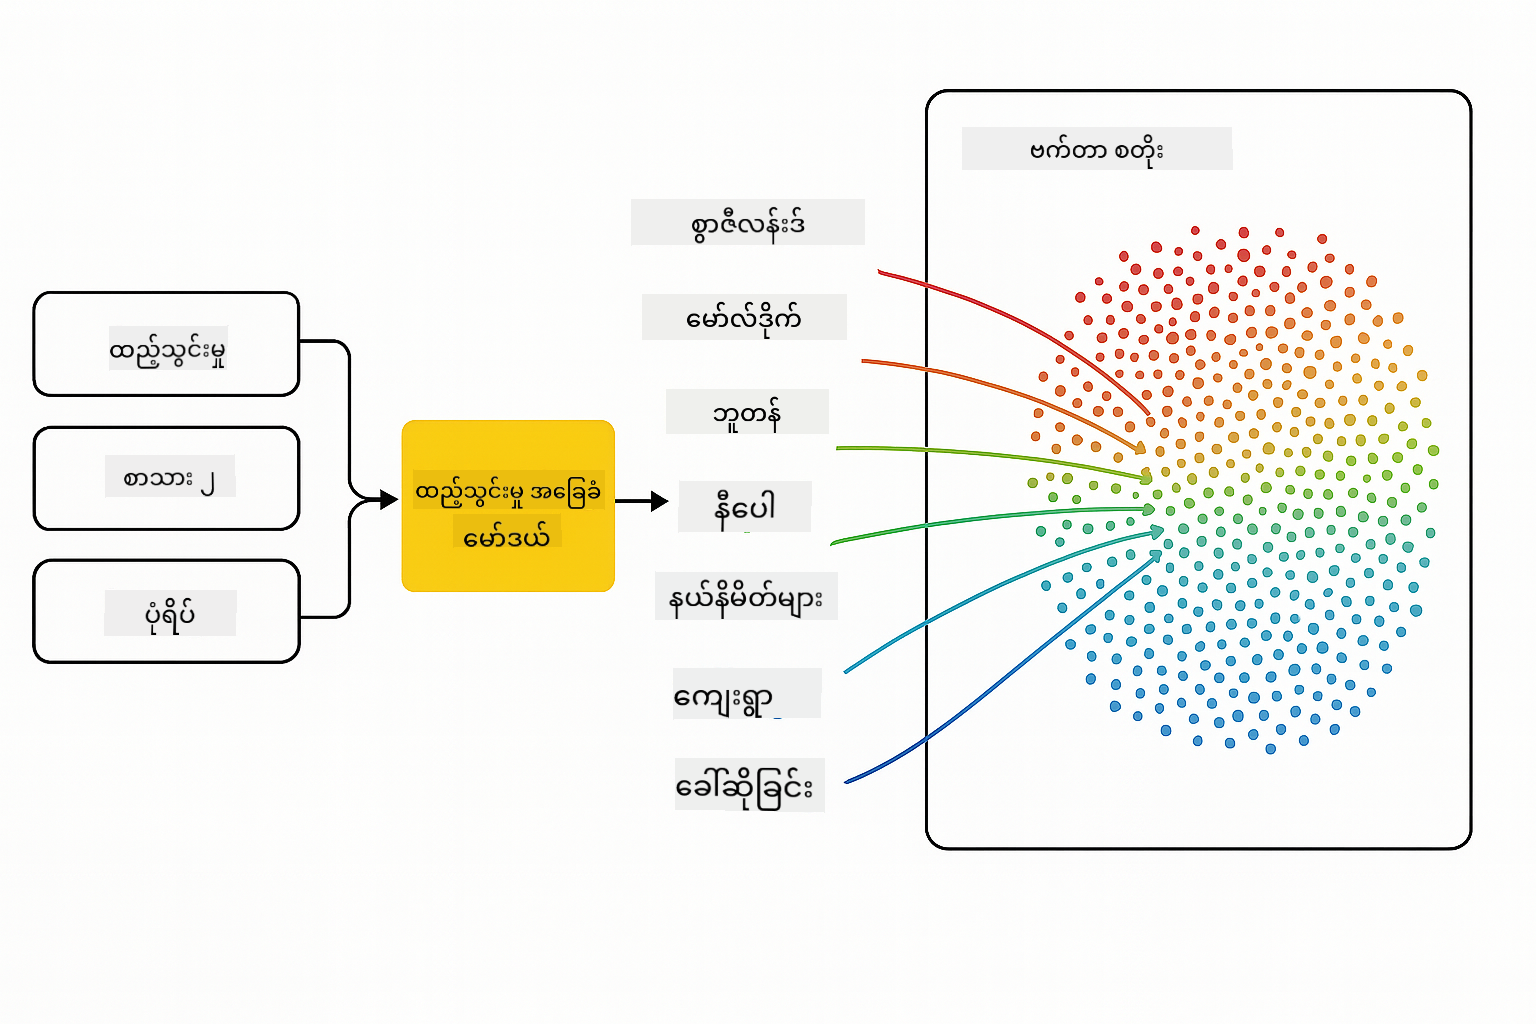 ထည့်သွင်းမှု
စာသား ၂
ပုံရိပ်
ထည့်သွင်းမှု အခြေခံ
မော်ဒယ်
စွာဇီလန်းဒ်
မော်လ်ဒိုက်
ဘူတန်
နီပေါ
နယ်နိမိတ်များ
ကျေးရွာ
ခေါ်ဆိုခြင်း
ဗက်တာ စတိုး